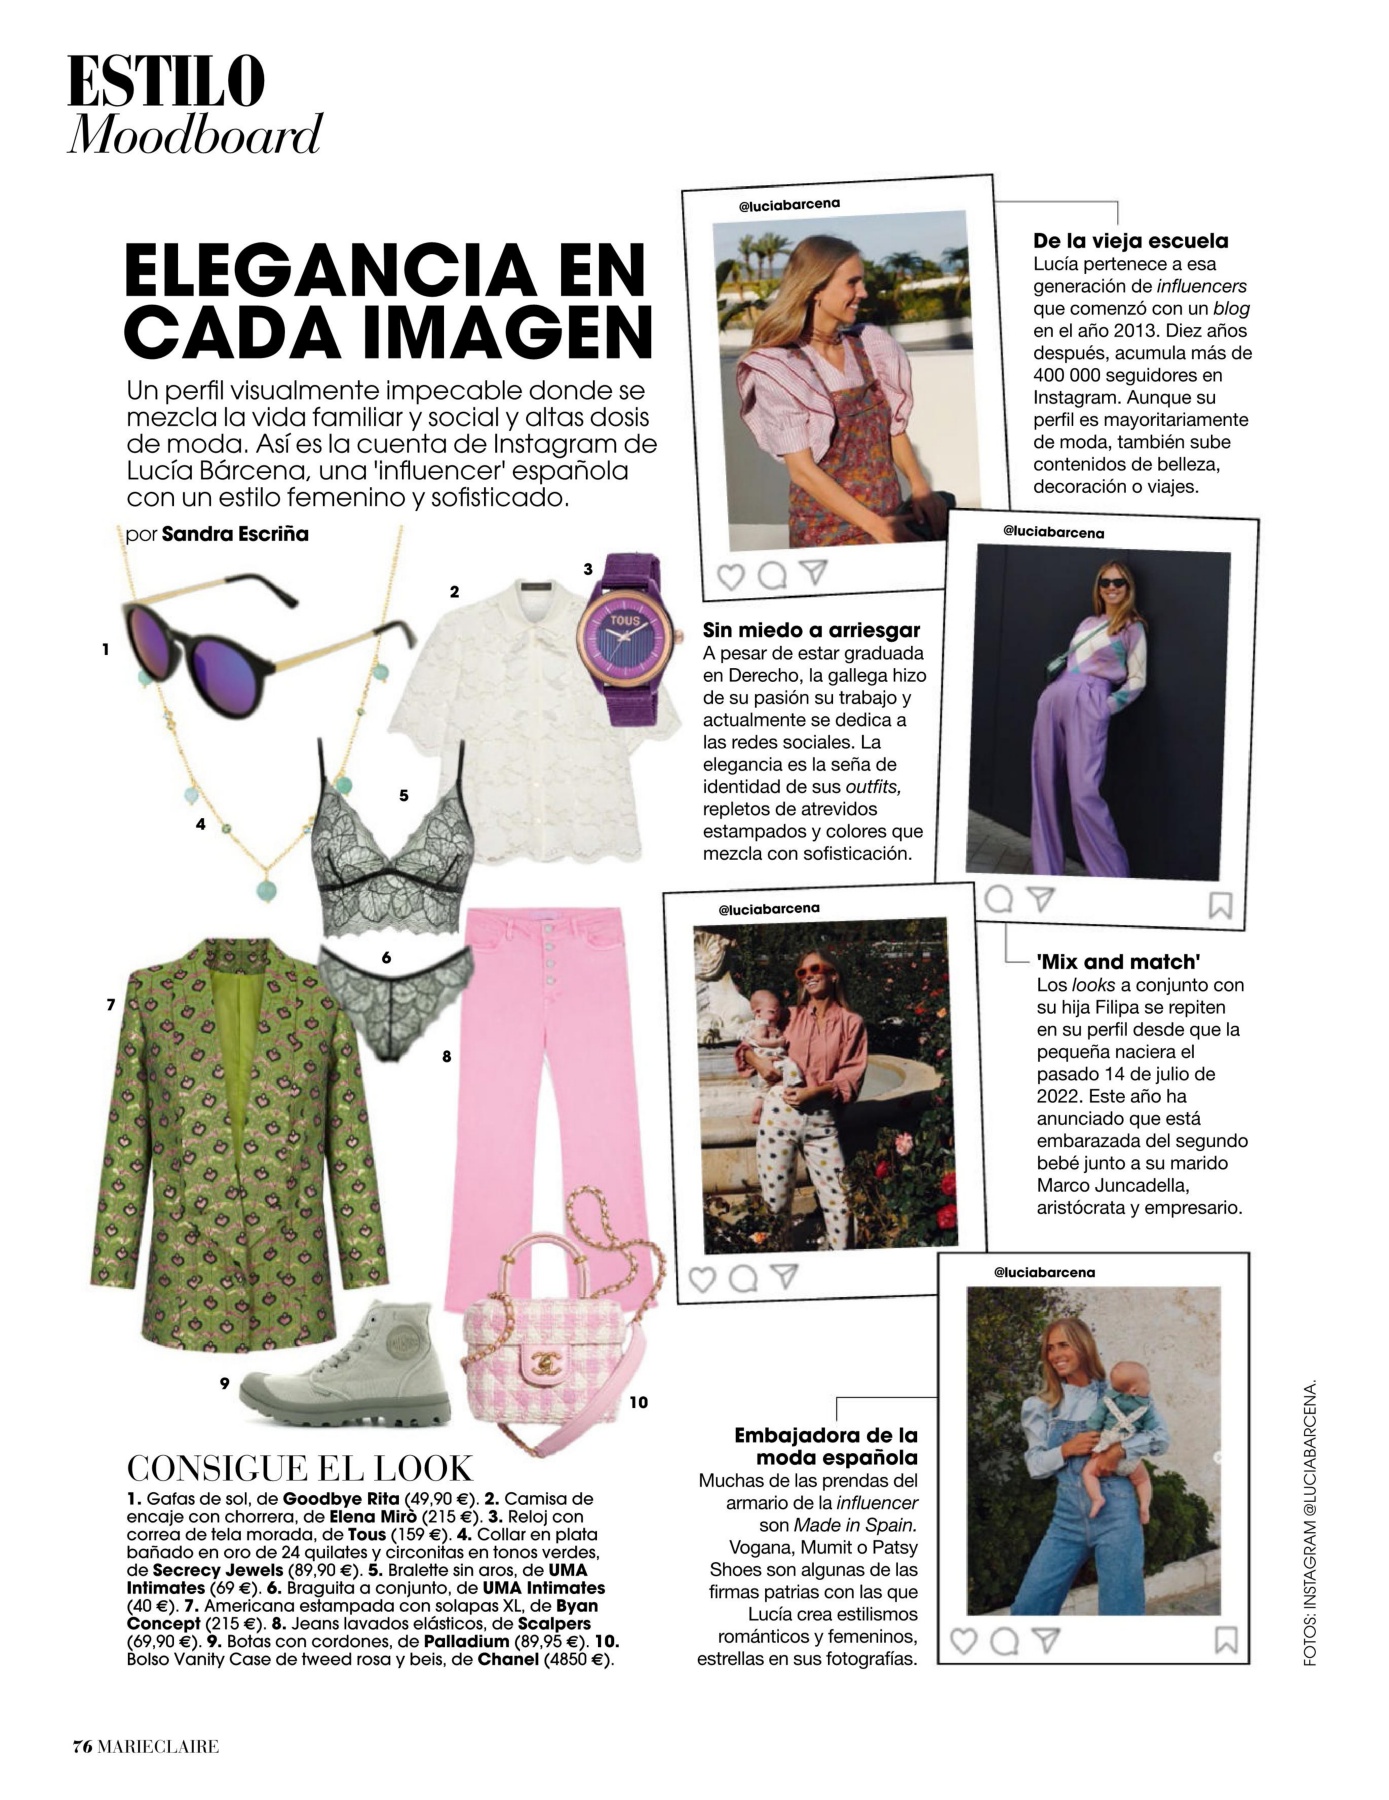 ESTILO
Moodboard
ELEGANCIA EN
CADA IMAGEN
Un perfil visualmente impecable donde se
mezcla la vida familiar y social y altas dosis
de moda. Así es la cuenta de Instagram de
Lucía Bárcena, una 'influencer' española
con un estilo femenino y sofisticado.
por Sandra Escriña
@luciabarcena
De la vieja escuela
Lucía pertenece a esa
generación de influencers
que comenzó con un blog
en el año 2013. Diez años
después, acumula más de
400 000 seguidores en
Instagram. Aunque su
perfil es mayoritariamente
de moda, también sube
contenidos de belleza,
decoración o viajes.
@luciabarcena
1
2
3
TOUS
4
5
6
7
8
9
10
Sin miedo a arriesgar
A pesar de estar graduada
en Derecho, la gallega hizo
de su pasión su trabajo y
actualmente se dedica a
las redes sociales. La
elegancia es la seña de
identidad de sus outfits,
repletos de atrevidos
estampados y colores que
mezcla con sofisticación.
@luciabarcena
'Mix and match'
Los looks a conjunto con
su hija Filipa se repiten
en su perfil desde que la
pequeña naciera el
pasado 14 de julio de
2022. Este año ha
anunciado que está
embarazada del segundo
bebé junto a su marido
Marco Juncadella,
aristócrata y empresario.
@luciabarcena
Embajadora de la
moda española
Muchas de las prendas del
armario de la influencer
son Made in Spain.
Vogana, Mumit o Patsy
Shoes son algunas de las
firmas patrias con las que
Lucía crea estilismos
románticos y femeninos,
estrellas en sus fotografías.
CONSIGUE EL LOOK
1. Gafas de sol, de Goodbye Rita (49,90 €). 2. Camisa de
encaje con chorrera, de Elena Mirò (215 €). 3. Reloj con
correa de tela morada, de Tous (159 €). 4. Collar en plata
bañado en oro de 24 quilates y circonitas en tonos verdes,
de Secrecy Jewels (89,90 €). 5. Bralette sin aros, de UMA
Intimates (69 €). 6. Braguita a conjunto, de UMA Intimates
(40 €). 7. Americana estampada con solapas XL, de Byan
Concept (215 €). 8. Jeans lavados elásticos, de Scalpers
(69,90 €). 9. Botas con cordones, de Palladium (89,95 €). 10.
Bolso Vanity Case de tweed rosa y beis, de Chanel (4850 €).
FOTOS: INSTAGRAM @LUCIABARCENA.
76 MARIECLAIRE